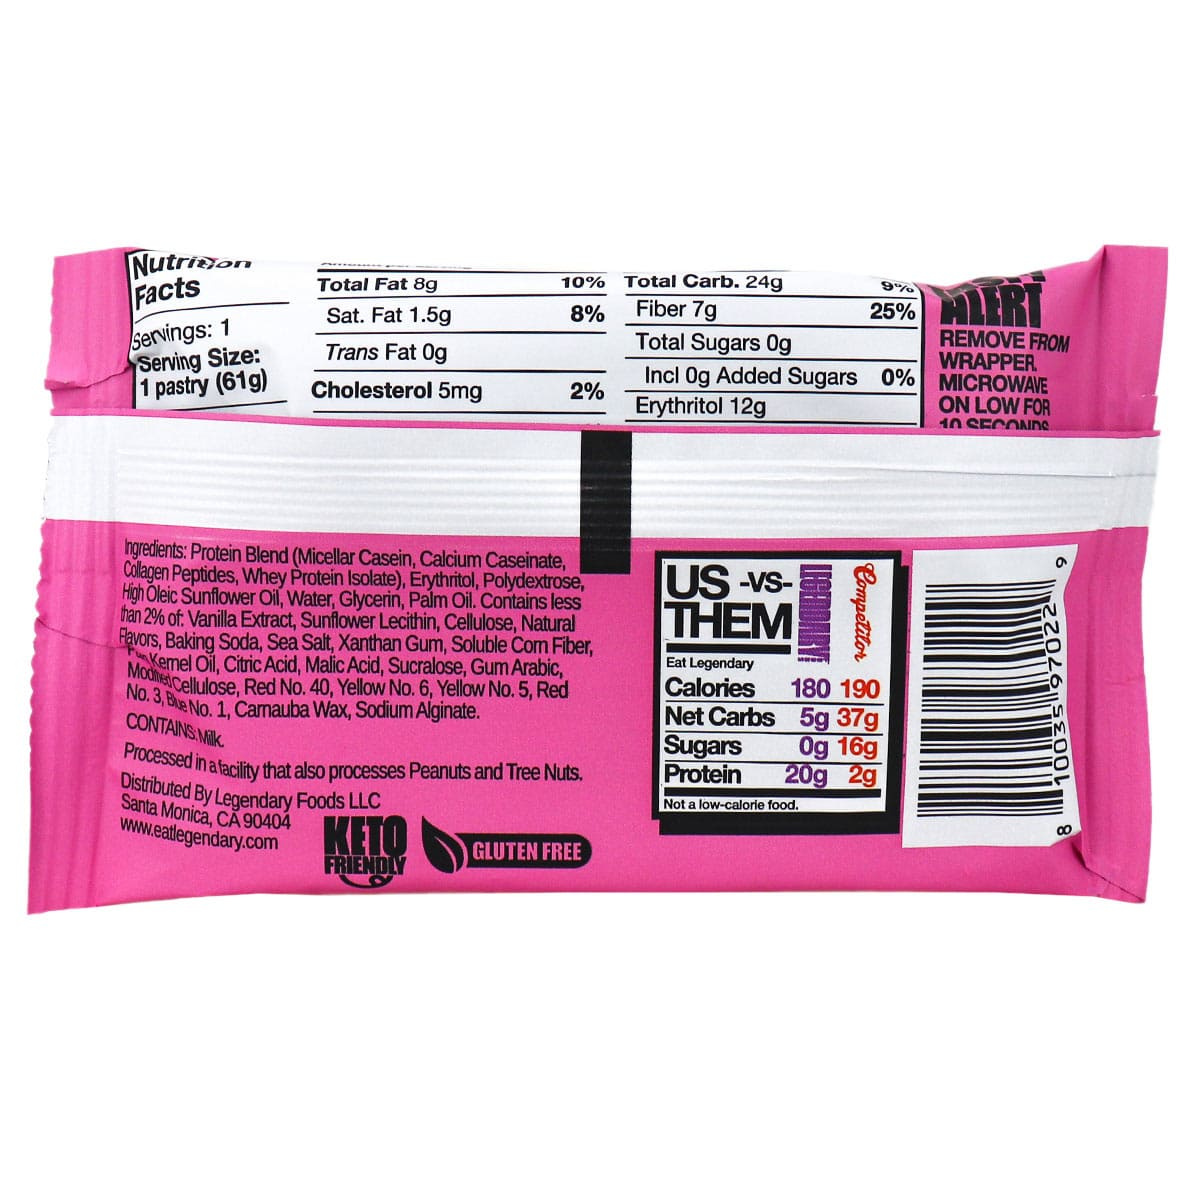 Nutrition
Facts
Servings: 1
Serving Size:
1 pastry (61g)
Amount per serving
Total Fat 8g 10%
Sat. Fat 1.5g 8%
Trans Fat 0g
Cholesterol 5mg 2%
Total Carb. 24g 9%
Fiber 7g 25%
Total Sugars 0g
Incl 0g Added Sugars 0%
Erythritol 12g
ALERT
REMOVE FROM
WRAPPER.
MICROWAVE
ON LOW FOR
10 SECONDS
Ingredients: Protein Blend (Micellar Casein, Calcium Caseinate,
Collagen Peptides, Whey Protein Isolate), Erythritol, Polydextrose,
High Oleic Sunflower Oil, Water, Glycerin, Palm Oil. Contains less
than 2% of: Vanilla Extract, Sunflower Lecithin, Cellulose, Natural
Flavors, Baking Soda, Sea Salt, Xanthan Gum, Soluble Corn Fiber,
Kernel Oil, Citric Acid, Malic Acid, Sucralose, Gum Arabic,
Modified Cellulose, Red No. 40, Yellow No. 6, Yellow No. 5, Red
No. 3, Blue No. 1, Carnauba Wax, Sodium Alginate.
CONTAINS: Milk.
Processed in a facility that also processes Peanuts and Tree Nuts.
Distributed By Legendary Foods LLC
Santa Monica, CA 90404
www.eatlegendary.com
KETO
FRIENDLY
GLUTEN FREE
US -VS-
THEM
LEGENDARY
Competitor
Eat Legendary
Calories 180 190
Net Carbs 5g 37g
Sugars 0g 16g
Protein 20g 2g
Not a low-calorie food.
8 10035 97022 9